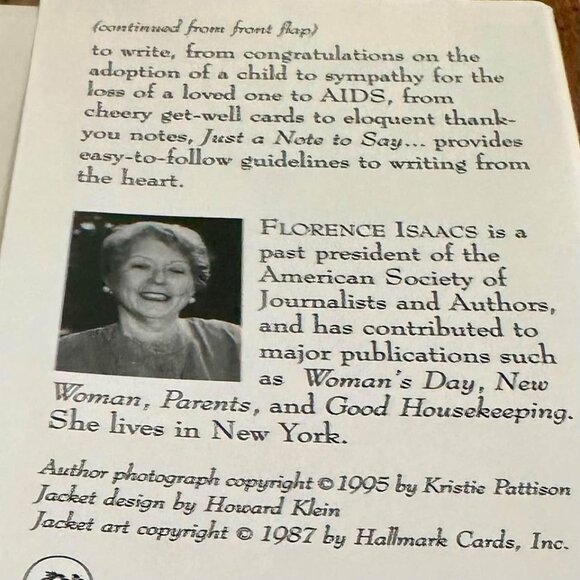 (continued from front flap)
to write, from congratulations on the
adoption of a child to sympathy for the
loss of a loved one to AIDS, from
cheery get-well cards to eloquent thank-
you notes, Just a Note to Say... provides
easy-to-follow guidelines to writing from
the heart.
FLORENCE ISAACS is a
past president of the
American Society of
Journalists and Authors,
and has contributed to
major publications such
as Woman's Day, New
Woman, Parents, and Good Housekeeping.
She lives in New York.
Author photograph copyright © 1995 by Kristie Pattison
Jacket design by Howard Klein
Jacket art copyright © 1987 by Hallmark Cards, Inc.